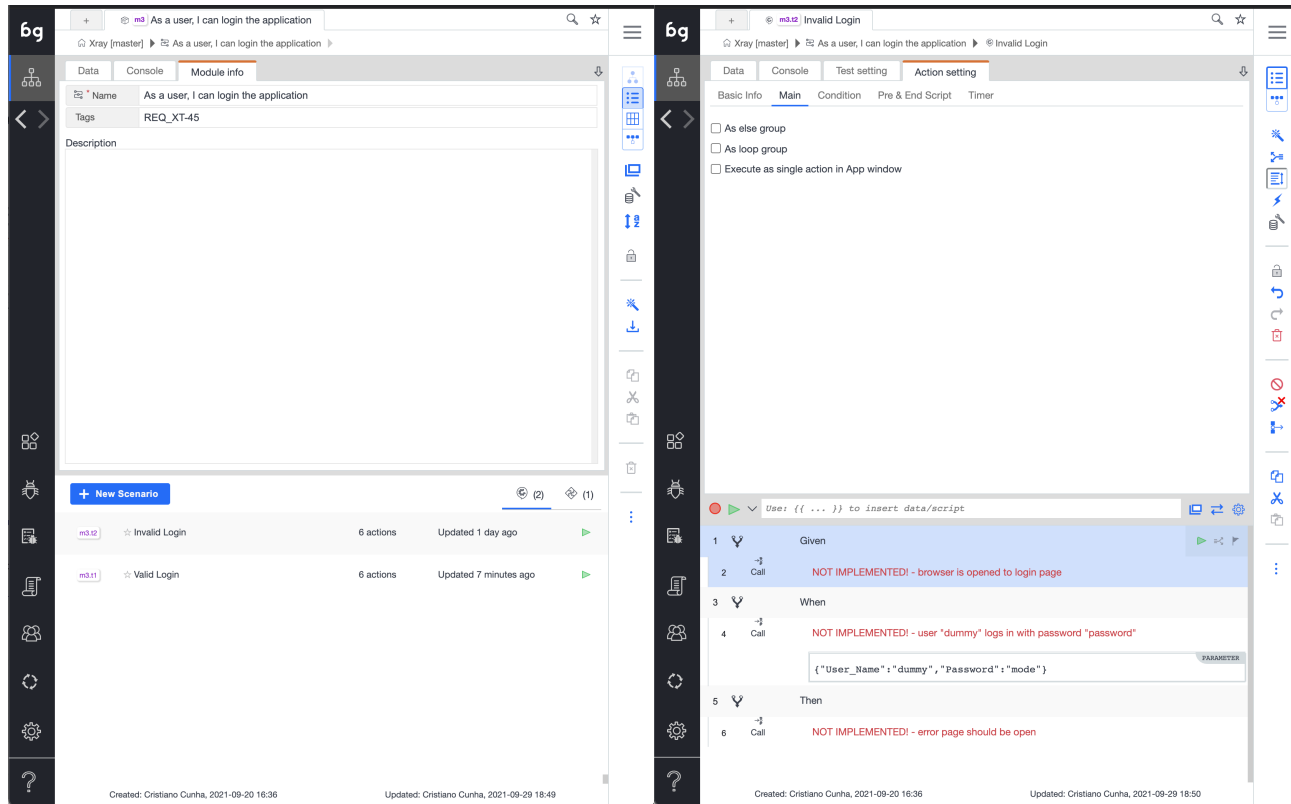 bg
+
m3 As a user, I can login the application
Xray [master] As a user, I can login the application
Data Console Module info
* Name As a user, I can login the application
Tags REQ_XT-45
Description
+ New Scenario
(2) (1)
m3.t2 Invalid Login 6 actions Updated 1 day ago
m3.t1 Valid Login 6 actions Updated 7 minutes ago
Created: Cristiano Cunha, 2021-09-20 16:36 Updated: Cristiano Cunha, 2021-09-29 18:49
bg
+
m3.t2 Invalid Login
Xray [master] As a user, I can login the application Invalid Login
Data Console Test setting Action setting
Basic Info Main Condition Pre & End Script Timer
As else group
As loop group
Execute as single action in App window
Use: {{ ... }} to insert data/script
1 Given
2 Call NOT IMPLEMENTED! - browser is opened to login page
3 When
4 Call NOT IMPLEMENTED! - user "dummy" logs in with password "password"
PARAMETER
{"User_Name":"dummy","Password":"mode"}
5 Then
6 Call NOT IMPLEMENTED! - error page should be open
Created: Cristiano Cunha, 2021-09-20 16:36 Updated: Cristiano Cunha, 2021-09-29 18:50